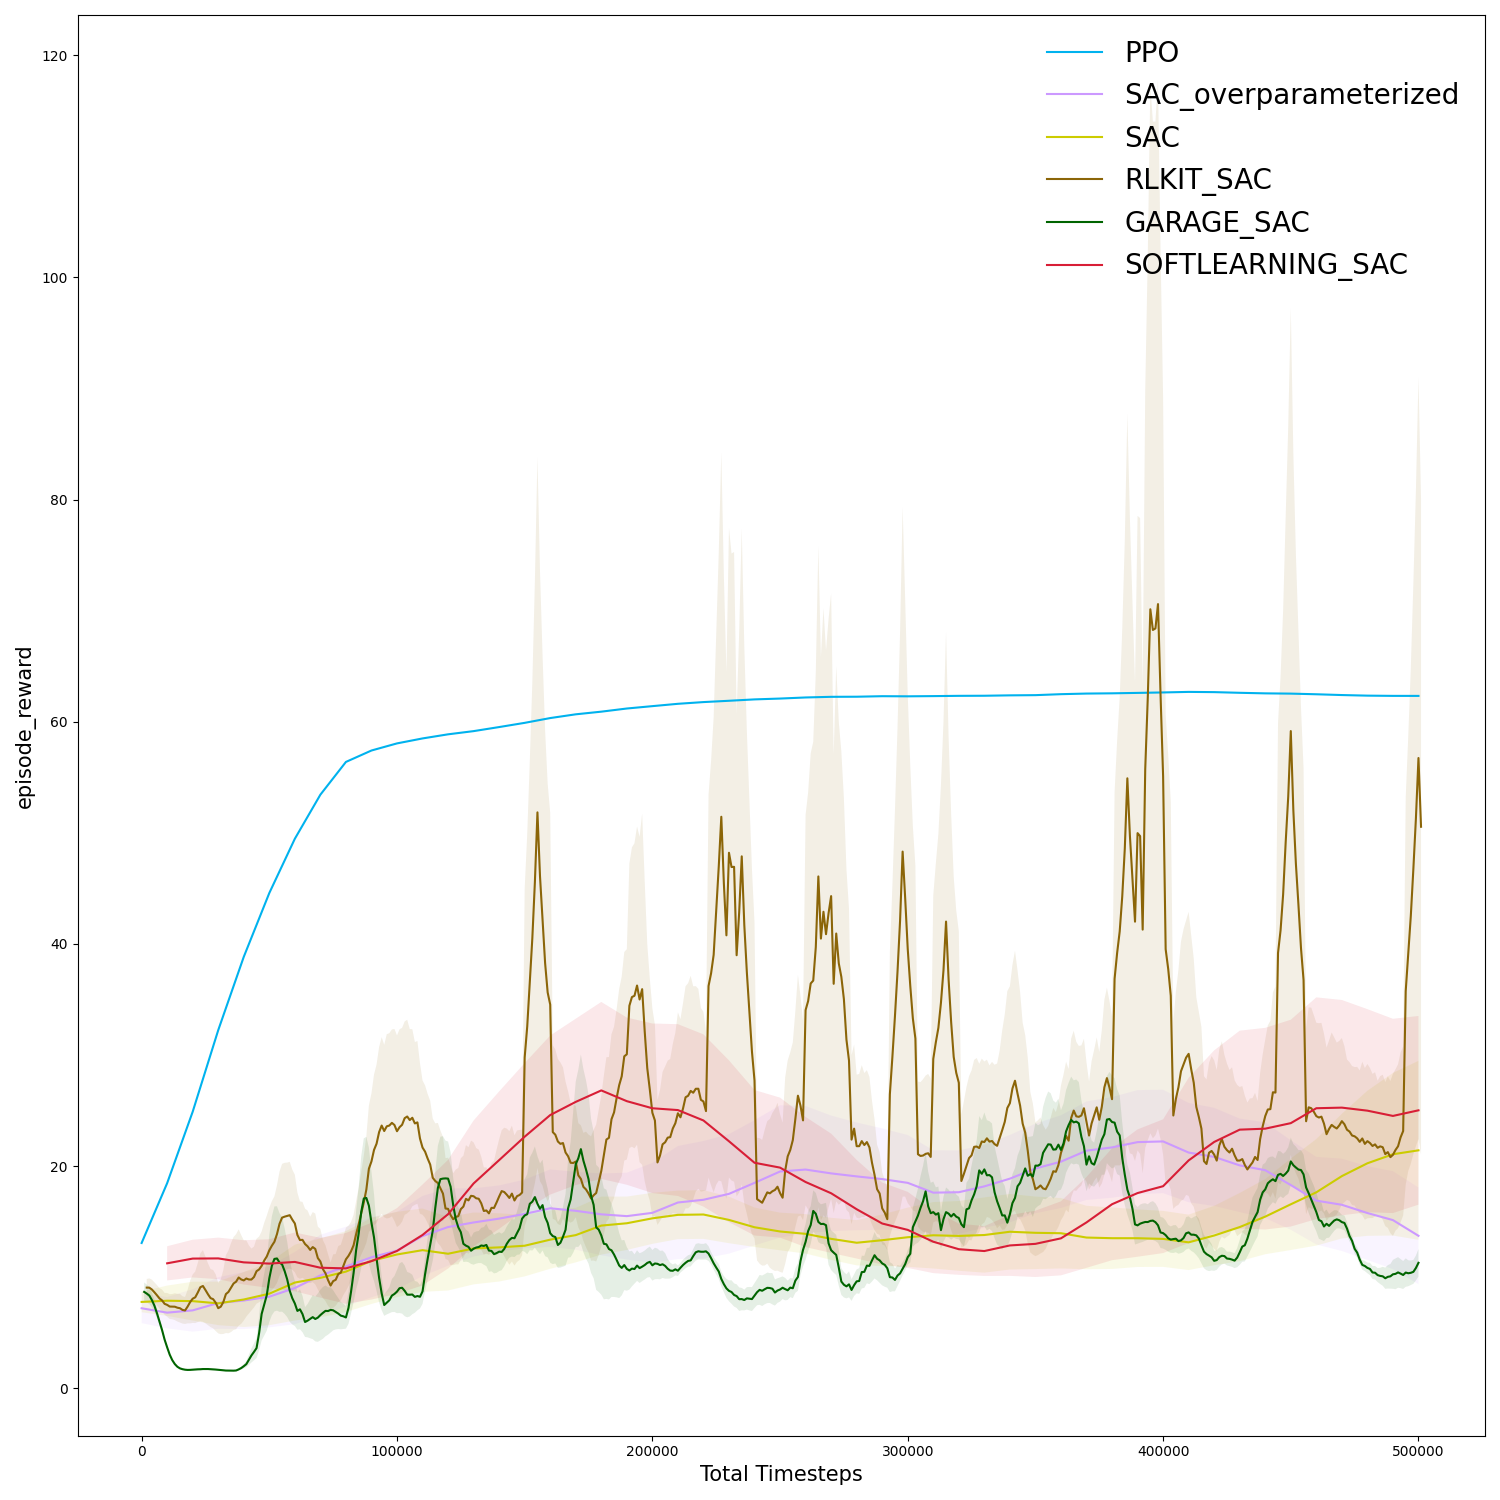 PPO
SAC_overparameterized
SAC
RLKIT_SAC
GARAGE_SAC
SOFTLEARNING_SAC
120
100
80
60
40
20
0
episode_reward
0 100000 200000 300000 400000 500000
Total Timesteps